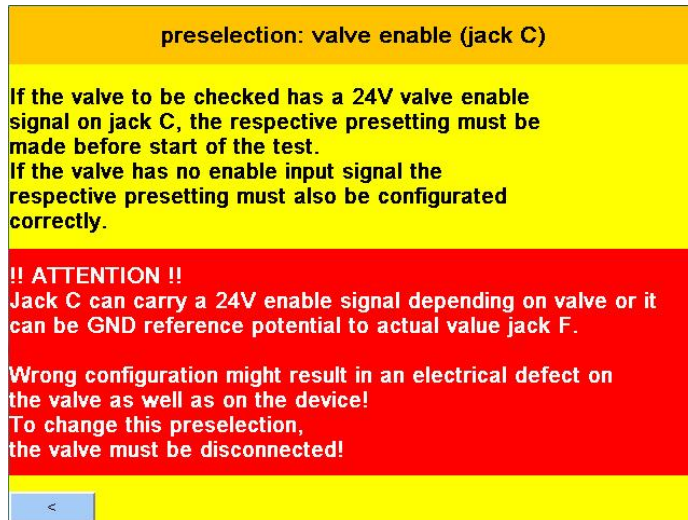 preselection: valve enable (jack C)
If the valve to be checked has a 24V valve enable
signal on jack C, the respective presetting must be
made before start of the test.
If the valve has no enable input signal the
respective presetting must also be configurated
correctly.
!! ATTENTION !!
Jack C can carry a 24V enable signal depending on valve or it
can be GND reference potential to actual value jack F.
Wrong configuration might result in an electrical defect on
the valve as well as on the device!
To change this preselection,
the valve must be disconnected!
<